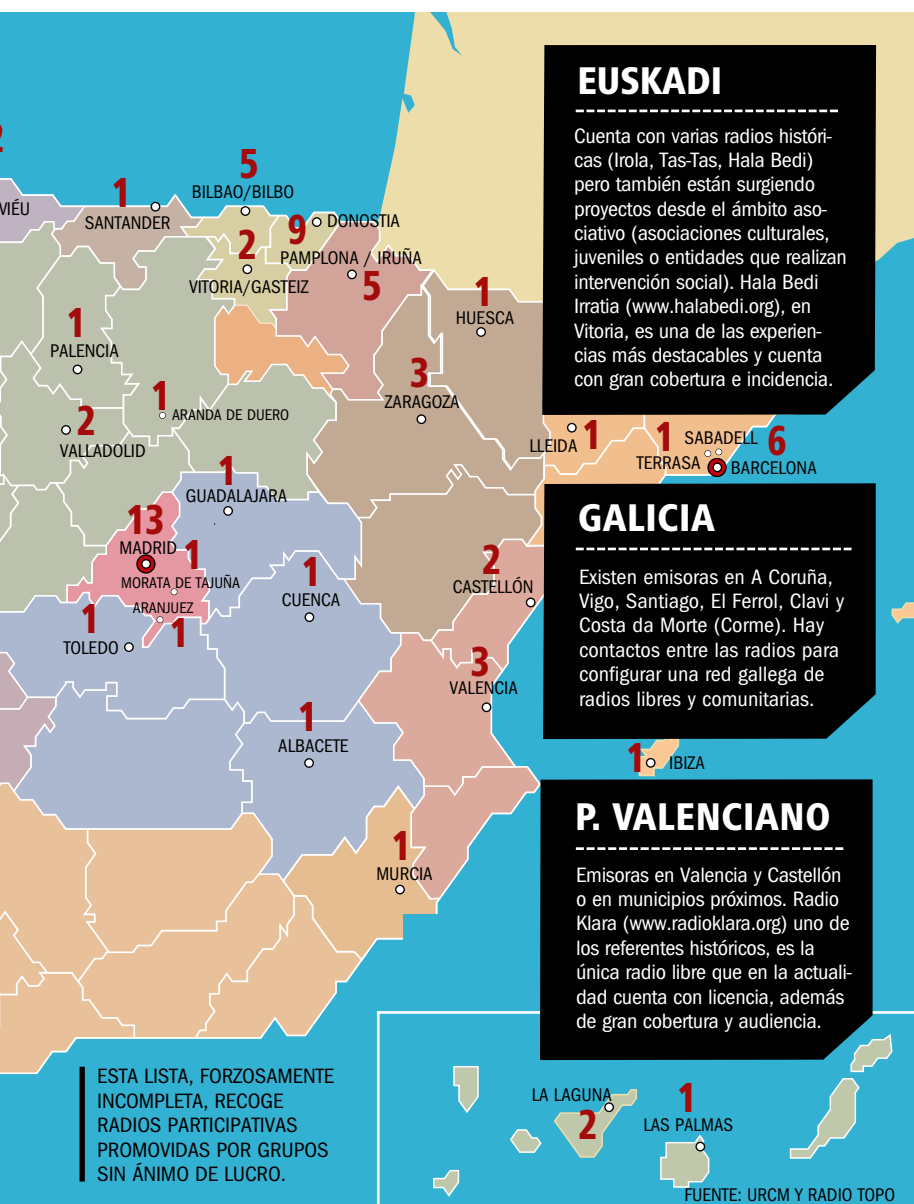 2
VIÉU
1
SANTANDER
5
BILBAO/BILBO
9
DONOSTIA
2
VITORIA/GASTEIZ
PAMPLONA / IRUÑA
5
1
HUESCA
1
PALENCIA
3
ZARAGOZA
1
ARANDA DE DUERO
2
VALLADOLID
LLEIDA 1
1
TERRASA
SABADELL
6
BARCELONA
1
GUADALAJARA
13
MADRID
1
MORATA DE TAJUÑA
ARANJUEZ
1
1
TOLEDO
1
CUENCA
2
CASTELLÓN
3
VALENCIA
1
ALBACETE
1
IBIZA
1
MURCIA
EUSKADI
Cuenta con varias radios históri-
cas (Irola, Tas-Tas, Hala Bedi)
pero también están surgiendo
proyectos desde el ámbito aso-
ciativo (asociaciones culturales,
juveniles o entidades que realizan
intervención social). Hala Bedi
Irratia (www.halabedi.org), en
Vitoria, es una de las experien-
cias más destacables y cuenta
con gran cobertura e incidencia.
GALICIA
Existen emisoras en A Coruña,
Vigo, Santiago, El Ferrol, Clavi y
Costa da Morte (Corme). Hay
contactos entre las radios para
configurar una red gallega de
radios libres y comunitarias.
P. VALENCIANO
Emisoras en Valencia y Castellón
o en municipios próximos. Radio
Klara (www.radioklara.org) uno de
los referentes históricos, es la
única radio libre que en la actuali-
dad cuenta con licencia, además
de gran cobertura y audiencia.
ESTA LISTA, FORZOSAMENTE
INCOMPLETA, RECOGE
RADIOS PARTICIPATIVAS
PROMOVIDAS POR GRUPOS
SIN ÁNIMO DE LUCRO.
LA LAGUNA
2
1
LAS PALMAS
FUENTE: URCM Y RADIO TOPO